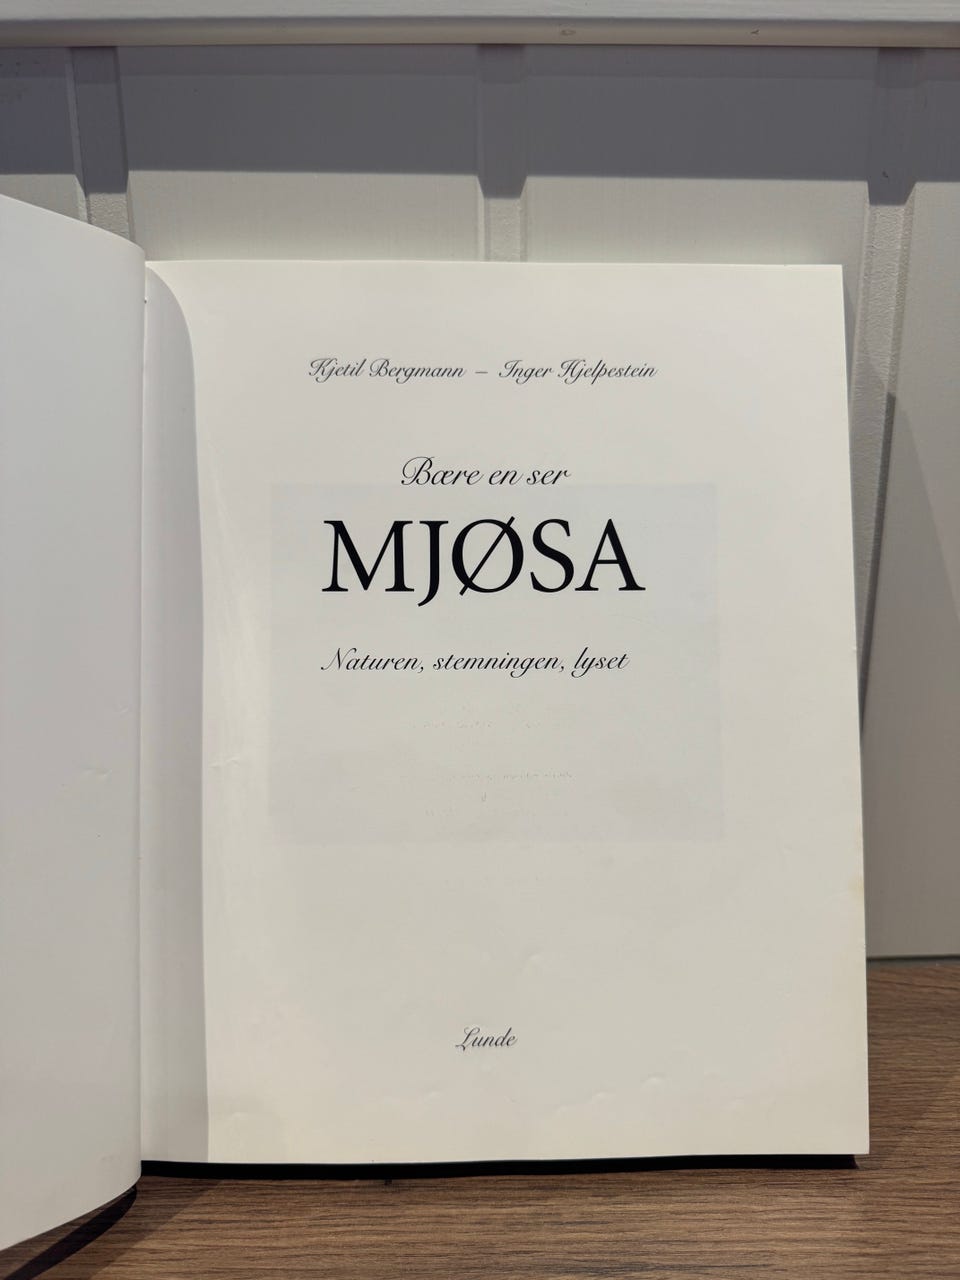 Kjetil Bergmann – Inger Hjelpestein
Bære en ser
MJØSA
Naturen, stemningen, lyset
Lunde